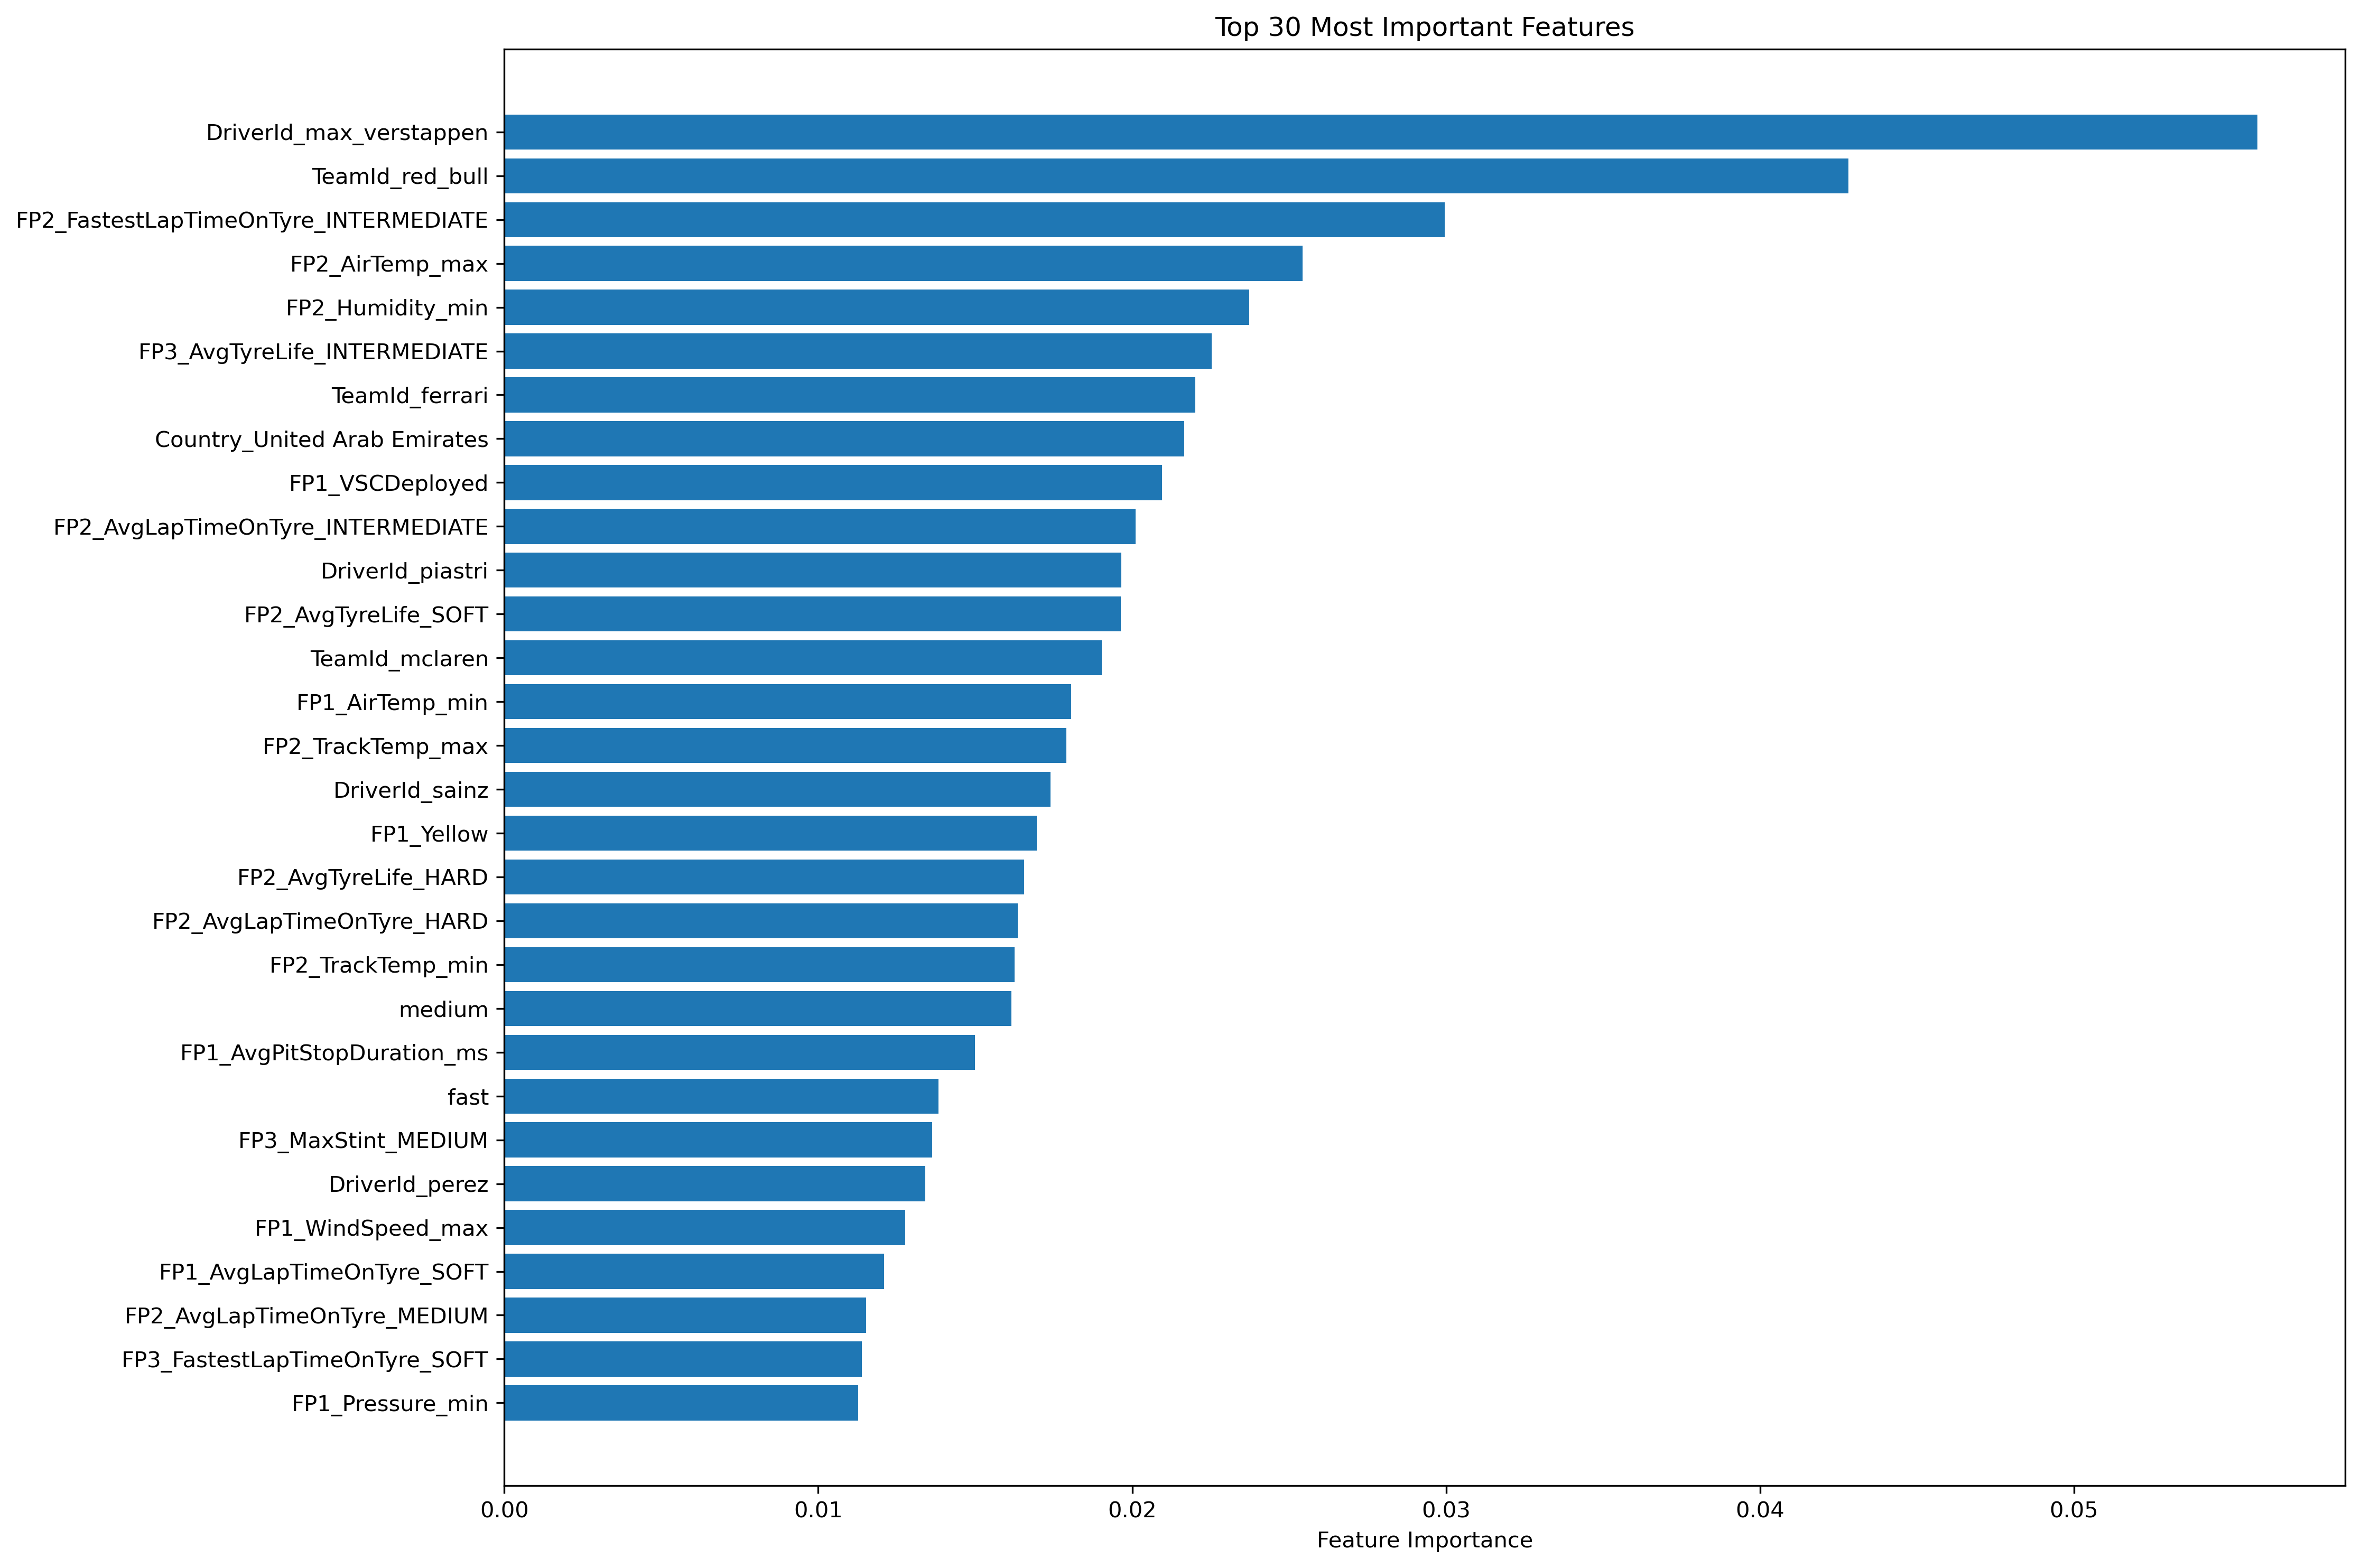 Top 30 Most Important Features
DriverId_max_verstappen
TeamId_red_bull
FP2_FastestLapTimeOnTyre_INTERMEDIATE
FP2_AirTemp_max
FP2_Humidity_min
FP3_AvgTyreLife_INTERMEDIATE
TeamId_ferrari
Country_United Arab Emirates
FP1_VSCDeployed
FP2_AvgLapTimeOnTyre_INTERMEDIATE
DriverId_piastri
FP2_AvgTyreLife_SOFT
TeamId_mclaren
FP1_AirTemp_min
FP2_TrackTemp_max
DriverId_sainz
FP1_Yellow
FP2_AvgTyreLife_HARD
FP2_AvgLapTimeOnTyre_HARD
FP2_TrackTemp_min
medium
FP1_AvgPitStopDuration_ms
fast
FP3_MaxStint_MEDIUM
DriverId_perez
FP1_WindSpeed_max
FP1_AvgLapTimeOnTyre_SOFT
FP2_AvgLapTimeOnTyre_MEDIUM
FP3_FastestLapTimeOnTyre_SOFT
FP1_Pressure_min
0.00 0.01 0.02 0.03 0.04 0.05
Feature Importance